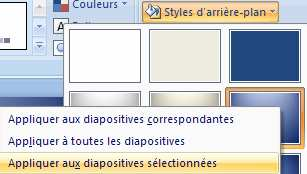 Couleurs
Styles d'arrière-plan
A
Appliquer aux diapositives correspondantes
Appliquer à toutes les diapositives
Appliquer aux diapositives sélectionnées